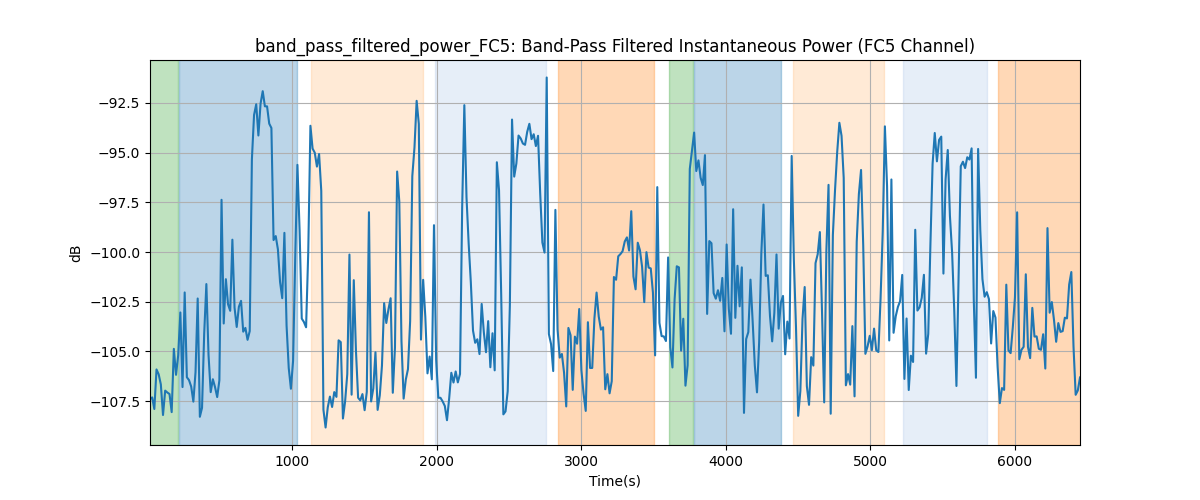 band_pass_filtered_power_FC5: Band-Pass Filtered Instantaneous Power (FC5 Channel)
−92.5
−95.0
−97.5
−100.0
−102.5
−105.0
−107.5
dB
1000 2000 3000 4000 5000 6000
Time(s)